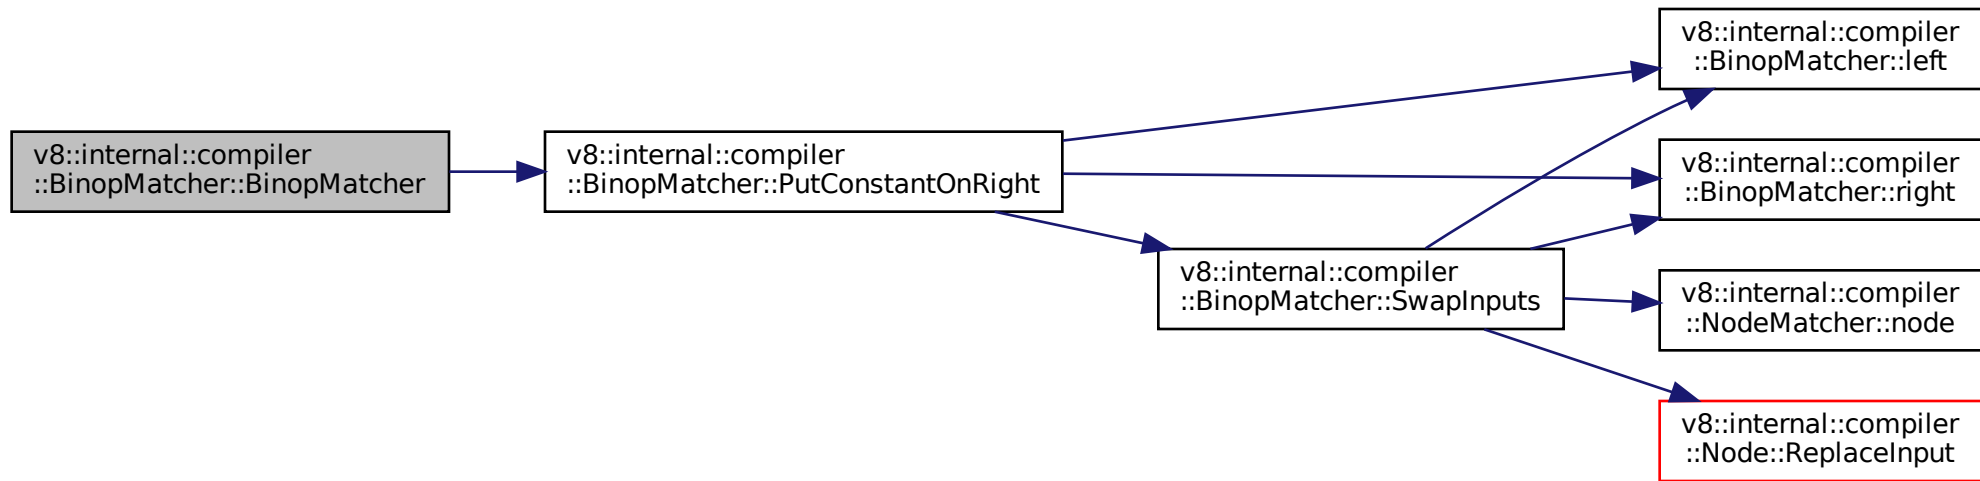 v8::internal::compiler
::BinopMatcher::BinopMatcher
v8::internal::compiler
::BinopMatcher::PutConstantOnRight
v8::internal::compiler
::BinopMatcher::SwapInputs
v8::internal::compiler
::BinopMatcher::left
v8::internal::compiler
::BinopMatcher::right
v8::internal::compiler
::NodeMatcher::node
v8::internal::compiler
::Node::ReplaceInput